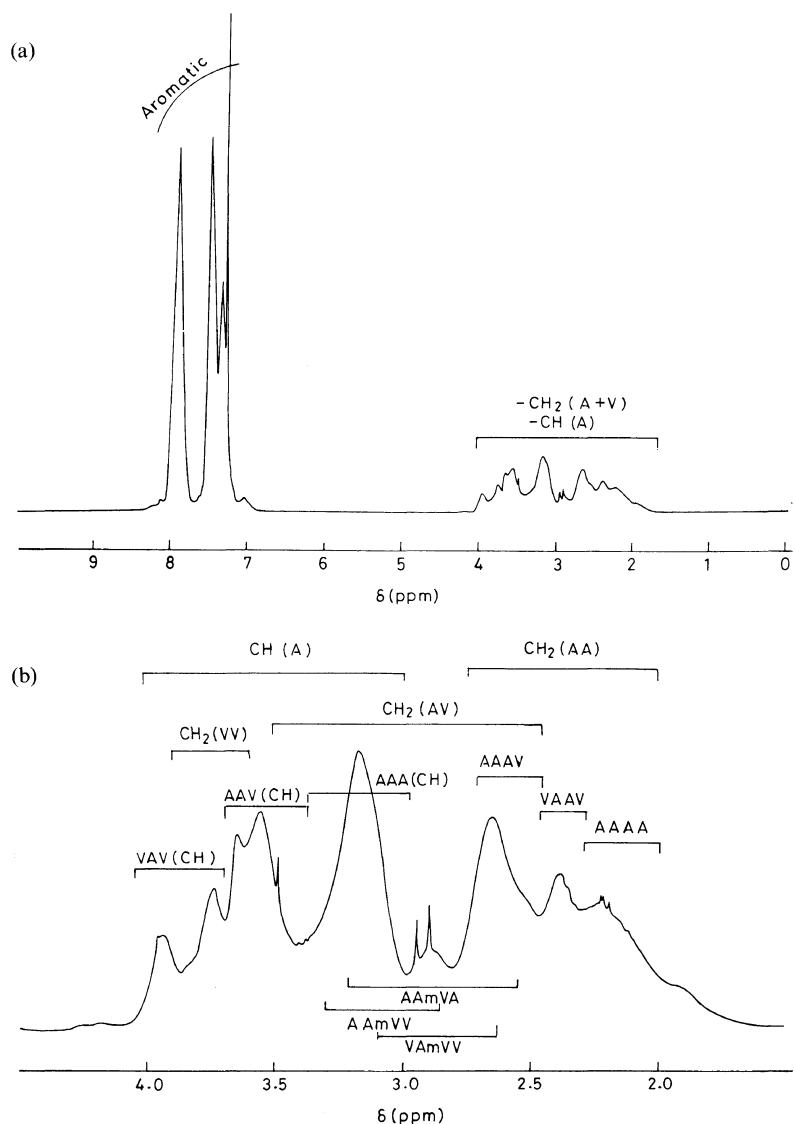 (a)
Aromatic
-CH₂ (A+V)
-CH (A)
9 8 7 6 5 4 3 2 1 0
δ(ppm)
(b)
CH (A)
CH₂ (AA)
CH₂ (AV)
CH₂ (VV)
AAAV
AAA(CH)
AAV(CH)
VAAV
AAAA
VAV(CH)
AAmVA
AAmVV
VAmVV
4.0 3.5 3.0 2.5 2.0
δ(ppm)